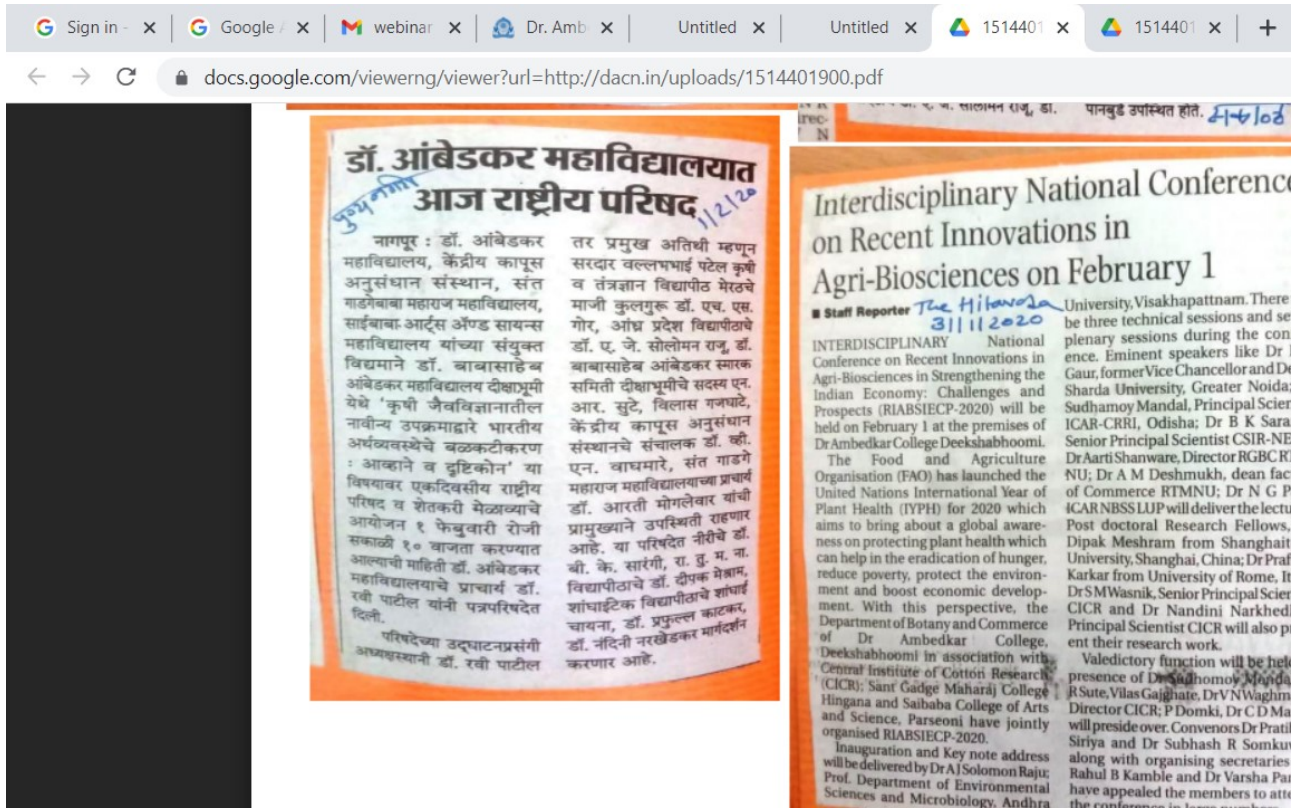 Sign in -
Google A
webinar
Dr. Amb
Untitled
Untitled
1514401
1514401
docs.google.com/viewerng/viewer?url=http://dacn.in/uploads/1514401900.pdf
डॉ. आंबेडकर महाविद्यालयात
आज राष्ट्रीय परिषद
पुण्य नगरी
1/2/20
नागपूर : डॉ. आंबेडकर
महाविद्यालय, केंद्रीय कापूस
अनुसंधान संस्थान, संत
गाडगेबाबा महाराज महाविद्यालय,
साईबाबा आर्ट्स ॲण्ड सायन्स
महाविद्यालय यांच्या संयुक्त
विद्यमाने डॉ. बाबासाहेब
आंबेडकर महाविद्यालय दीक्षाभूमी
येथे 'कृषी जैवविज्ञानातील
नावीन्य उपक्रमाद्वारे भारतीय
अर्थव्यवस्थेचे बळकटीकरण
: आव्हाने व दृष्टिकोन' या
विषयावर एकदिवसीय राष्ट्रीय
परिषद व शेतकरी मेळाव्याचे
आयोजन १ फेब्रुवारी रोजी
सकाळी १० वाजता करण्यात
आल्याची माहिती डॉ. आंबेडकर
महाविद्यालयाचे प्राचार्य डॉ.
रवी पाटील यांनी पत्रपरिषदेत
दिली.
परिषदेच्या उद्घाटनप्रसंगी
अध्यक्षस्थानी डॉ. रवी पाटील
तर प्रमुख अतिथी म्हणून
सरदार वल्लभभाई पटेल कृषी
व तंत्रज्ञान विद्यापीठ मेरठचे
माजी कुलगुरू डॉ. एच. एस.
गोर, आंध्र प्रदेश विद्यापीठाचे
डॉ. ए. जे. सोलोमन राजू, डॉ.
बाबासाहेब आंबेडकर स्मारक
समिती दीक्षाभूमीचे सदस्य एन.
आर. सुटे, विलास गजघाटे,
केंद्रीय कापूस अनुसंधान
संस्थानचे संचालक डॉ. व्ही.
एन. वाघमारे, संत गाडगे
महाराज महाविद्यालयाच्या प्राचार्य
डॉ. आरती मोगलेवार यांची
प्रामुख्याने उपस्थिती राहणार
आहे. या परिषदेत नीरीचे डॉ.
बी. के. सारंगी, रा. तु. म. ना.
विद्यापीठाचे डॉ. दीपक मेश्राम,
शांघाईटिक विद्यापीठाचे शांघाई
चायना, डॉ. प्रफुल्ल काटकर,
डॉ. नंदिनी नरखेडकर मार्गदर्शन
करणार आहे.
irec-
N
सोलोमन राजू, डॉ.
पानबुडे उपस्थित होते.
Interdisciplinary National Conference
on Recent Innovations in
Agri-Biosciences on February 1
■ Staff Reporter The Hitavada
31/1/2020
INTERDISCIPLINARY National
Conference on Recent Innovations in
Agri-Biosciences in Strengthening the
Indian Economy: Challenges and
Prospects (RIABSIECP-2020) will be
held on February 1 at the premises of
Dr Ambedkar College Deekshabhoomi.
The Food and Agriculture
Organisation (FAO) has launched the
United Nations International Year of
Plant Health (IYPH) for 2020 which
aims to bring about a global aware-
ness on protecting plant health which
can help in the eradication of hunger,
reduce poverty, protect the environ-
ment and boost economic develop-
ment. With this perspective, the
Department of Botany and Commerce
of Dr Ambedkar College,
Deekshabhoomi in association with
Central Institute of Cotton Research
(CICR); Sant Gadge Maharaj College
Hingana and Saibaba College of Arts
and Science, Parseoni have jointly
organised RIABSIECP-2020.
Inauguration and Key note address
will be delivered by Dr A J Solomon Raju;
Prof. Department of Environmental
Sciences and Microbiology, Andhra
University, Visakhapattnam. There
be three technical sessions and se
plenary sessions during the con
ence. Eminent speakers like Dr
Gaur, former Vice Chancellor and De
Sharda University, Greater Noida;
Sudhamoy Mandal, Principal Scien
ICAR-CRRI, Odisha; Dr B K Sara
Senior Principal Scientist CSIR-NE
Dr Aarti Shanware, Director RGBC RT
NU; Dr A M Deshmukh, dean fac
of Commerce RTMNU; Dr N G P
ICAR NBSS LUP will deliver the lectu
Post doctoral Research Fellows,
Dipak Meshram from Shanghait
University, Shanghai, China; Dr Praf
Karkar from University of Rome, It
Dr S M Wasnik, Senior Principal Scien
CICR and Dr Nandini Narkhed
Principal Scientist CICR will also p
ent their research work.
Valedictory function will be hel
presence of Dr Sudhomoy Manda
R Sute, Vilas Gajghate, Dr V N Waghm
Director CICR; P Domki, Dr C D Ma
will preside over. Convenors Dr Prati
Siriya and Dr Subhash R Somkuv
along with organising secretaries
Rahul B Kamble and Dr Varsha Pa
have appealed the members to atte
the conference in large numbers